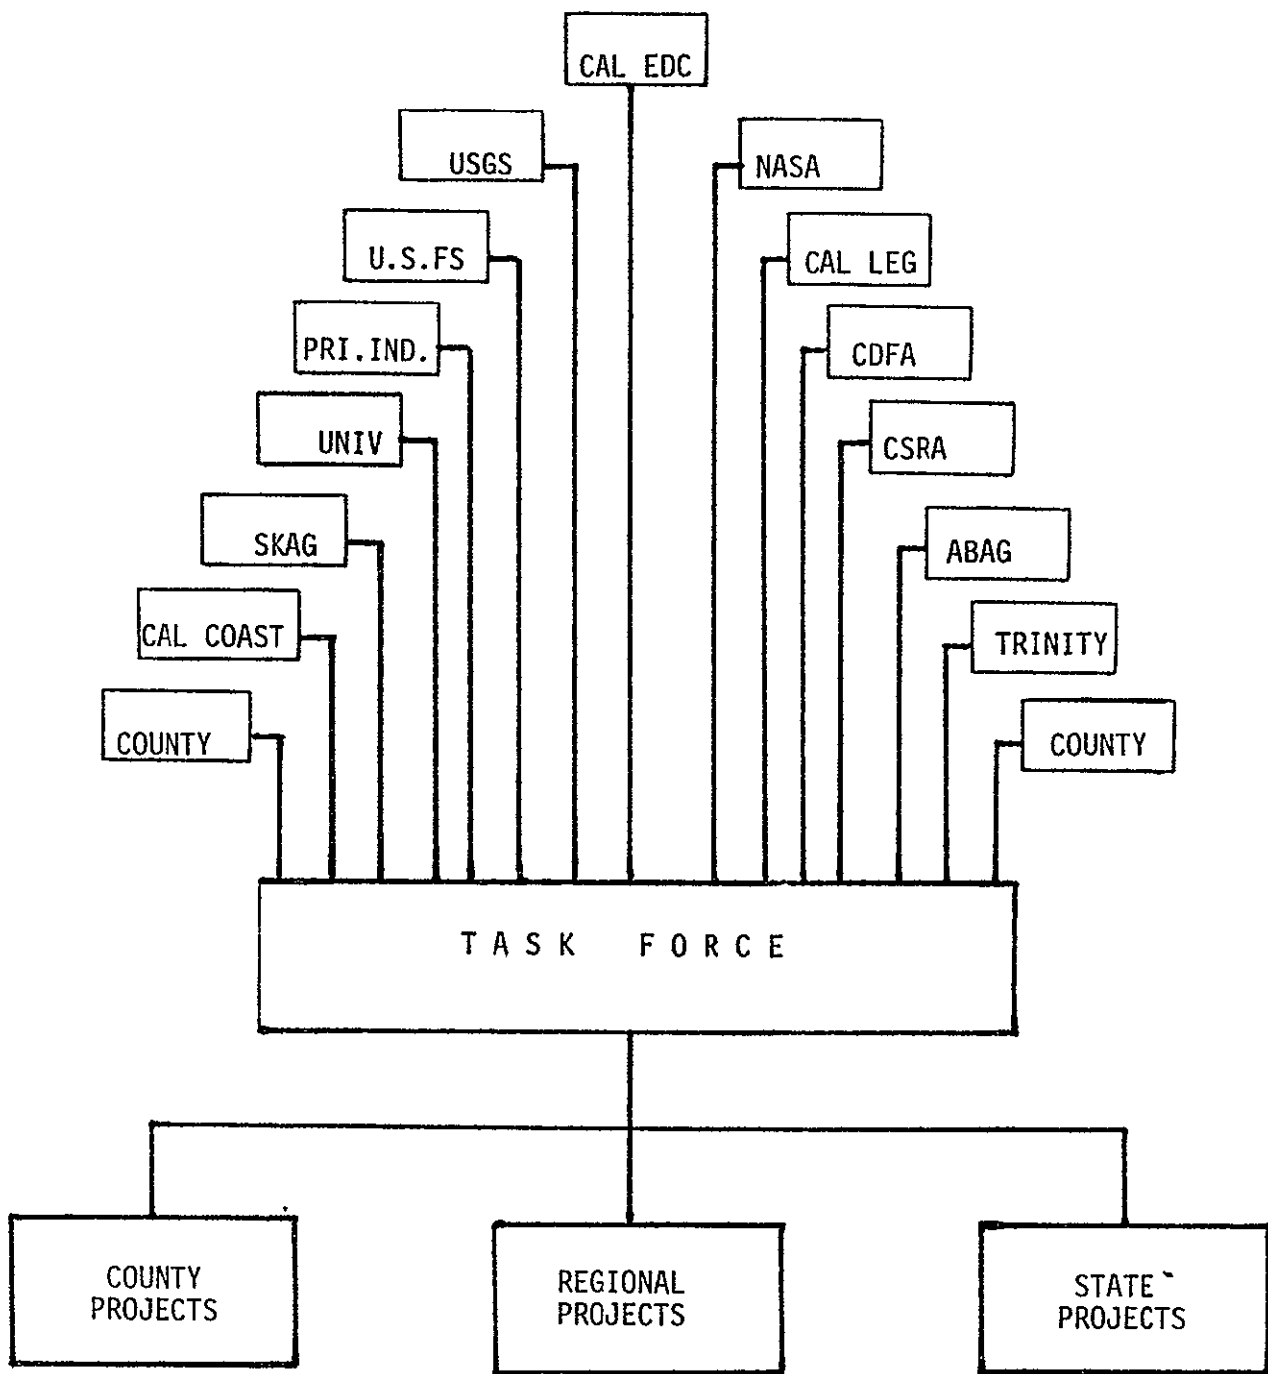 CAL EDC
USGS
NASA
U.S.FS
CAL LEG
PRI.IND.
CDFA
UNIV
CSRA
SKAG
ABAG
CAL COAST
TRINITY
COUNTY
COUNTY
TASK FORCE
COUNTY
PROJECTS
REGIONAL
PROJECTS
STATE
PROJECTS